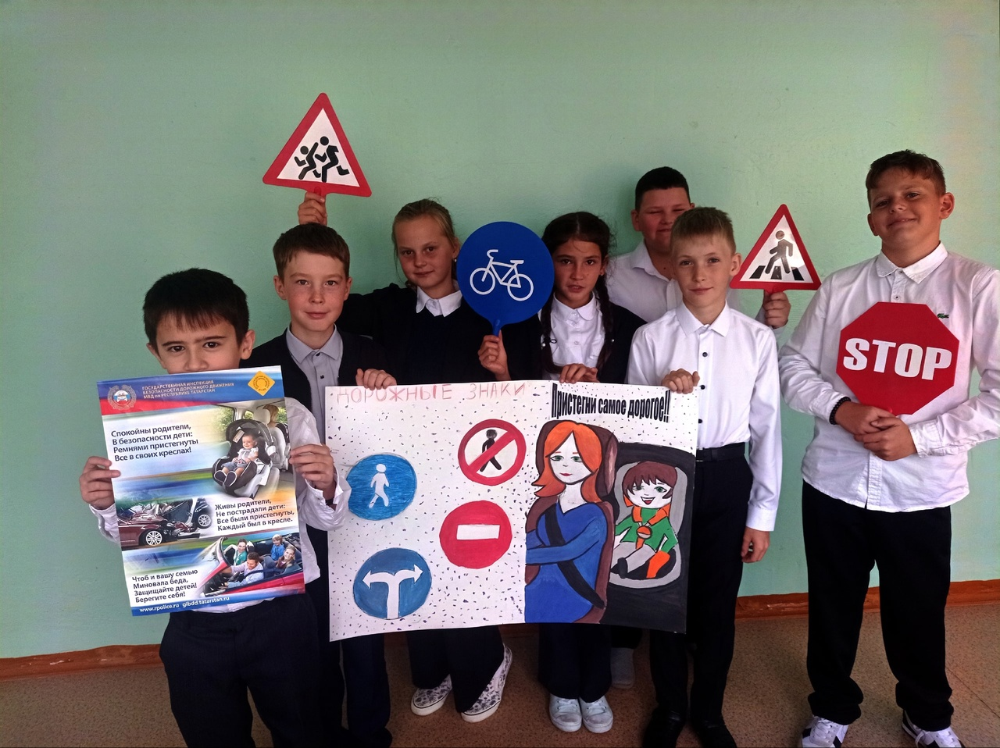 ГОСУДАРСТВЕННАЯ ИНСПЕКЦИЯ
БЕЗОПАСНОСТИ ДОРОЖНОГО ДВИЖЕНИЯ
МВД ПО РЕСПУБЛИКЕ ТАТАРСТАН
Спокойны родители,
В безопасности дети:
Ремнями пристегнуты
Все в своих креслах!
Живы родители,
Не пострадали дети:
Все были пристегнуты,
Каждый был в кресле.
Чтоб и вашу семью
Миновала беда,
Защищайте детей!
Берегите себя!
www.rpolice.ru gibdd.tatarstan.ru
ДОРОЖНЫЕ ЗНАКИ
Пристегни самое дорогое!!
STOP